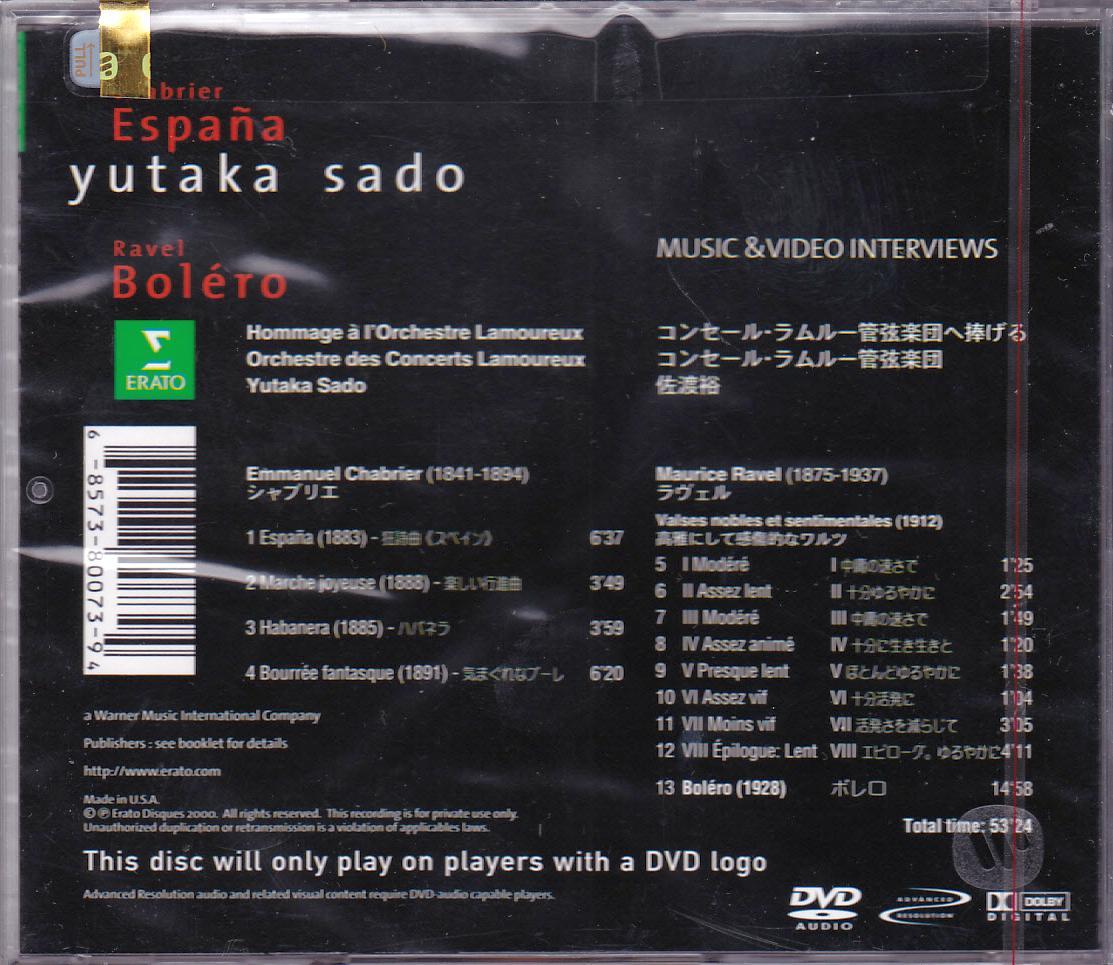 PULL
Chabrier
España
yutaka sado
Ravel
Boléro
MUSIC &VIDEO INTERVIEWS
ERATO
Hommage à l'Orchestre Lamoureux
Orchestre des Concerts Lamoureux
Yutaka Sado
コンセール・ラムルー管弦楽団へ捧げる
コンセール・ラムルー管弦楽団
佐渡裕
6 -8573-80073-9 4
Emmanuel Chabrier (1841-1894)
シャブリエ
1 España (1883) - 狂詩曲《スペイン》 6'37
2 Marche joyeuse (1888) - 楽しい行進曲 3'49
3 Habanera (1885) - ハバネラ 3'59
4 Bourrée fantasque (1891) - 気まぐれなブーレ 6'20
Maurice Ravel (1875-1937)
ラヴェル
Valses nobles et sentimentales (1912)
高雅にして感傷的なワルツ
5 I Modéré I 中庸の速さで 1'25
6 II Assez lent II 十分ゆるやかに 2'54
7 III Modéré III 中庸の速さで 1'49
8 IV Assez animé IV 十分に生き生きと 1'20
9 V Presque lent V ほとんどゆるやかに 1'38
10 VI Assez vif VI 十分活発に 1'04
11 VII Moins vif VII 活発さを減らして 3'05
12 VIII Épilogue: Lent VIII エピローグ。ゆるやかに 4'11
13 Boléro (1928) ボレロ 14'58
Total time: 53'24
a Warner Music International Company
Publishers : see booklet for details
http://www.erato.com
Made in U.S.A.
© ℗ Erato Disques 2000. All rights reserved. This recording is for private use only.
Unauthorized duplication or retransmission is a violation of applicables laws.
This disc will only play on players with a DVD logo
Advanced Resolution audio and related visual content require DVD-audio capable players.
DVD
AUDIO
ADVANCED
RESOLUTION
DOLBY
DIGITAL